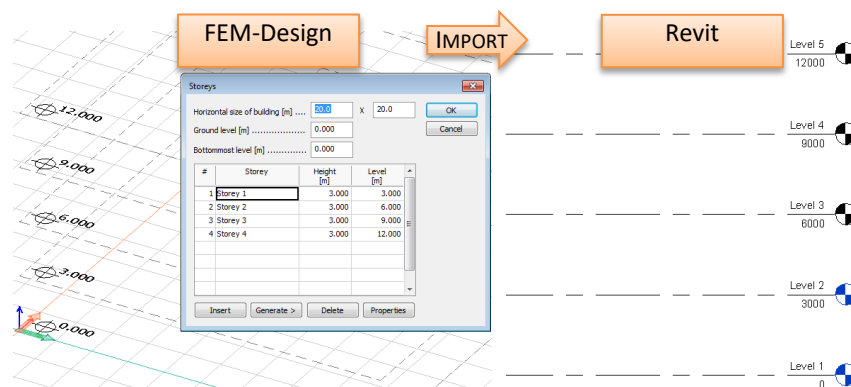 FEM-Design
IMPORT
Revit
12.000
9.000
6.000
3.000
0.000
Storeys
Horizontal size of building [m] .... 20.0 X 20.0
Ground level [m] .................... 0.000
Bottommost level [m] .............. 0.000
OK
Cancel
# Storey Height [m] Level [m]
1 Storey 1 3.000 3.000
2 Storey 2 3.000 6.000
3 Storey 3 3.000 9.000
4 Storey 4 3.000 12.000
Insert Generate > Delete Properties
Level 5
12000
Level 4
9000
Level 3
6000
Level 2
3000
Level 1
0